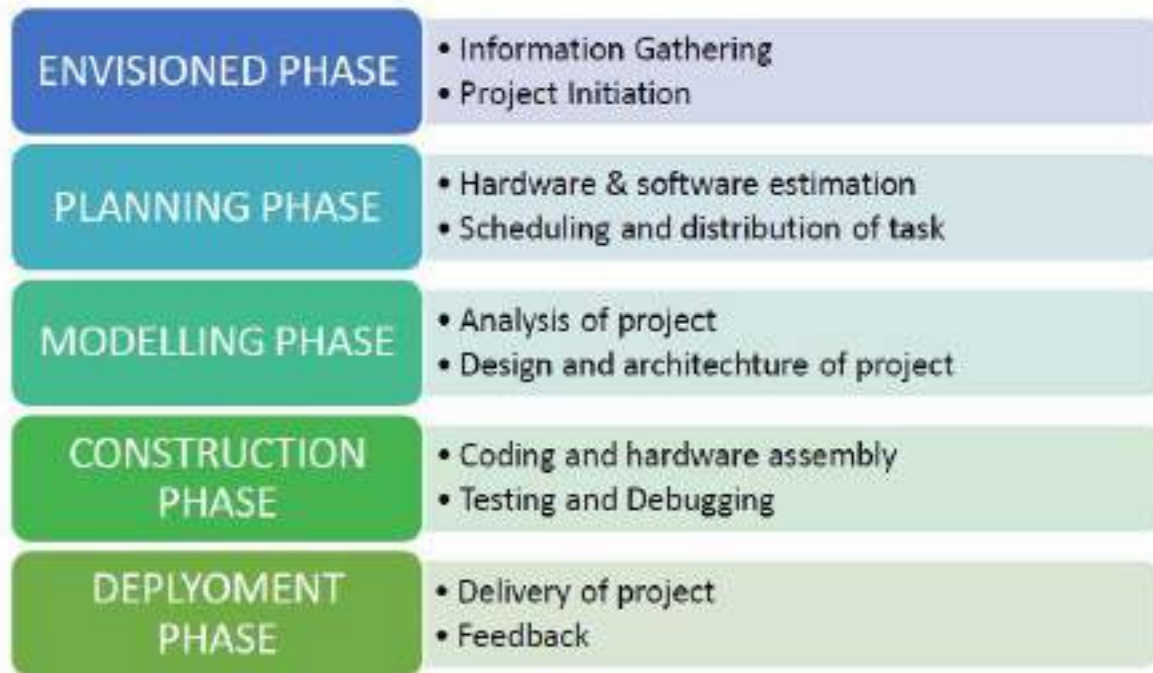 ENVISIONED PHASE
• Information Gathering
• Project Initiation
PLANNING PHASE
• Hardware & software estimation
• Scheduling and distribution of task
MODELLING PHASE
• Analysis of project
• Design and architechture of project
CONSTRUCTION
PHASE
• Coding and hardware assembly
• Testing and Debugging
DEPLYOMENT
PHASE
• Delivery of project
• Feedback